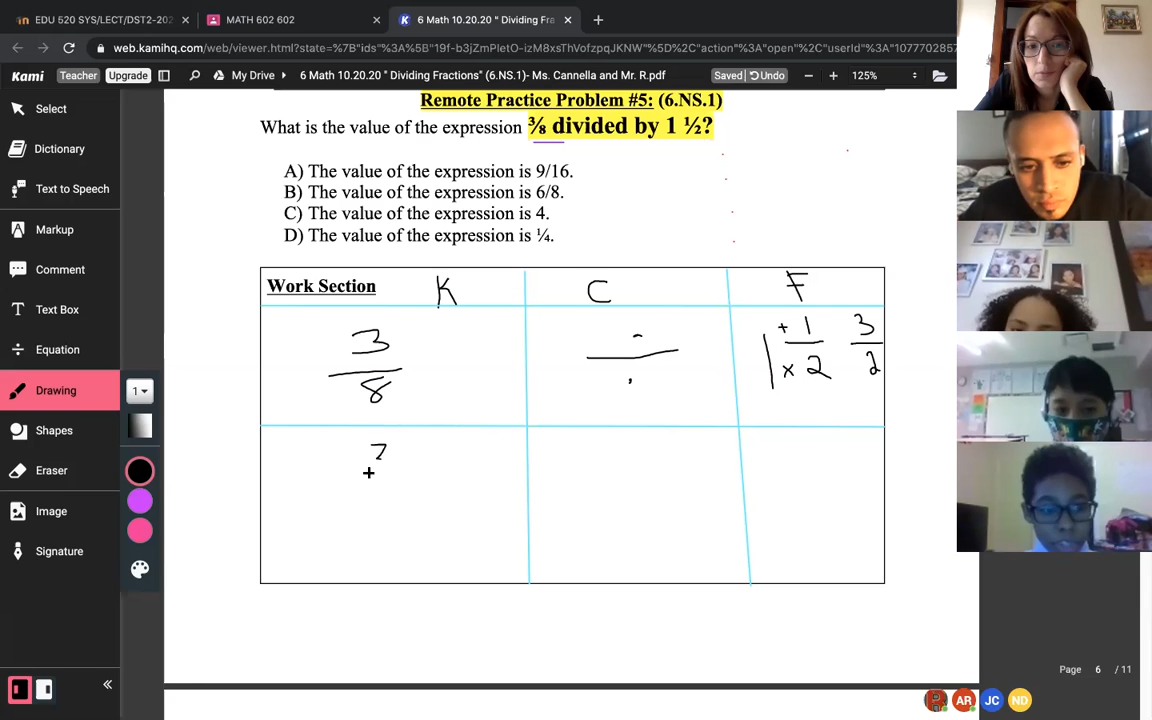 EDU 520 SYS/LECT/DST2-202
MATH 602 602
6 Math 10.20.20 " Dividing Fra
web.kamihq.com/web/viewer.html?state=%7B"ids"%3A%5B"19f-b3jZmPIetO-izM8xsThVofzpqJKNW"%5D%2C"action"%3A"open"%2C"userId"%3A"1077702857
Kami Teacher Upgrade My Drive 6 Math 10.20.20 " Dividing Fractions" (6.NS.1)- Ms. Cannella and Mr. R.pdf Saved Undo 125%
Select
Dictionary
Text to Speech
Markup
Comment
Text Box
Equation
Drawing
1
Shapes
Eraser
Image
Signature
Remote Practice Problem #5: (6.NS.1)
What is the value of the expression ⅜ divided by 1 ½?
A) The value of the expression is 9/16.
B) The value of the expression is 6/8.
C) The value of the expression is 4.
D) The value of the expression is ¼.
Work Section K C F
3
8
÷
1 + 1 3
x 2 2
Page 6 / 11
AR JC ND